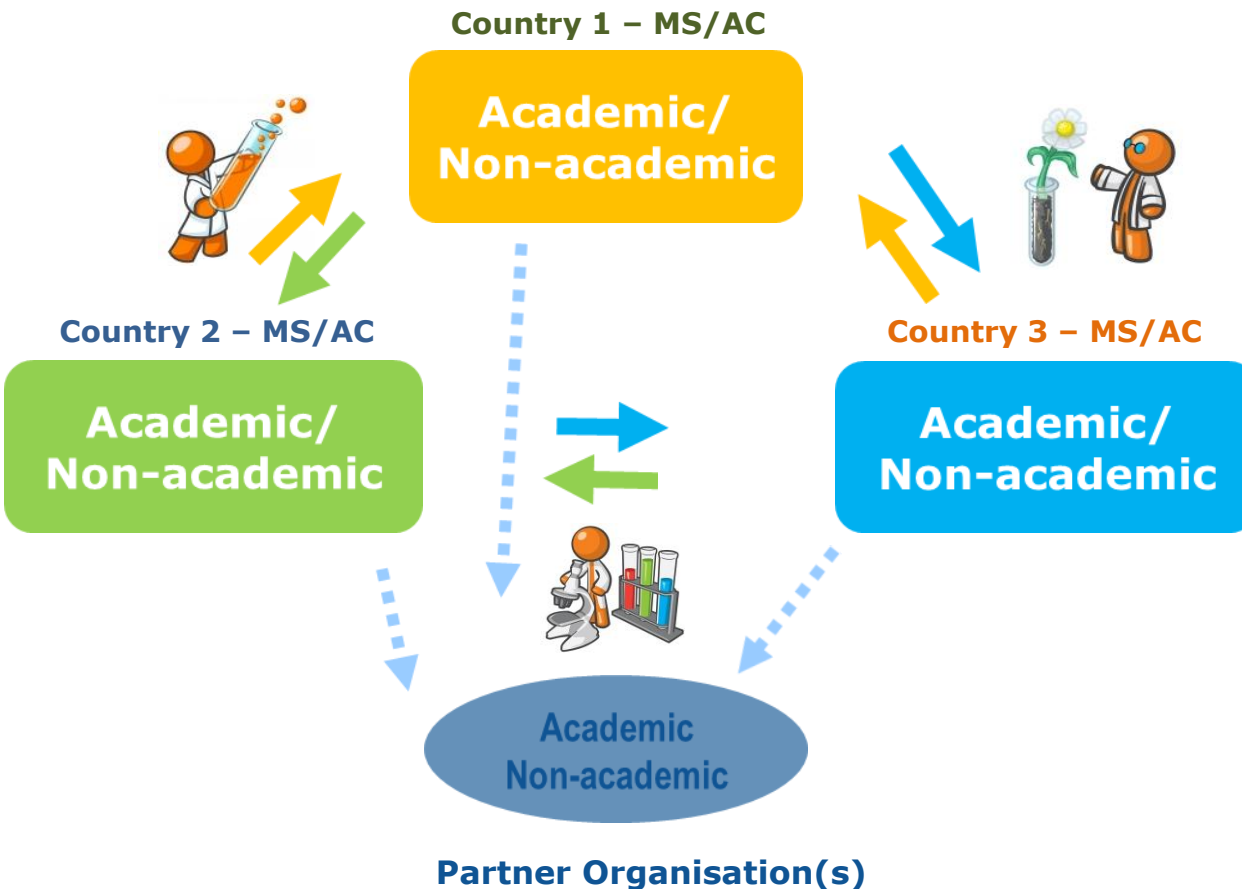 Country 1 – MS/AC
Academic/
Non-academic
Country 2 – MS/AC
Academic/
Non-academic
Country 3 – MS/AC
Academic/
Non-academic
Academic
Non-academic
Partner Organisation(s)